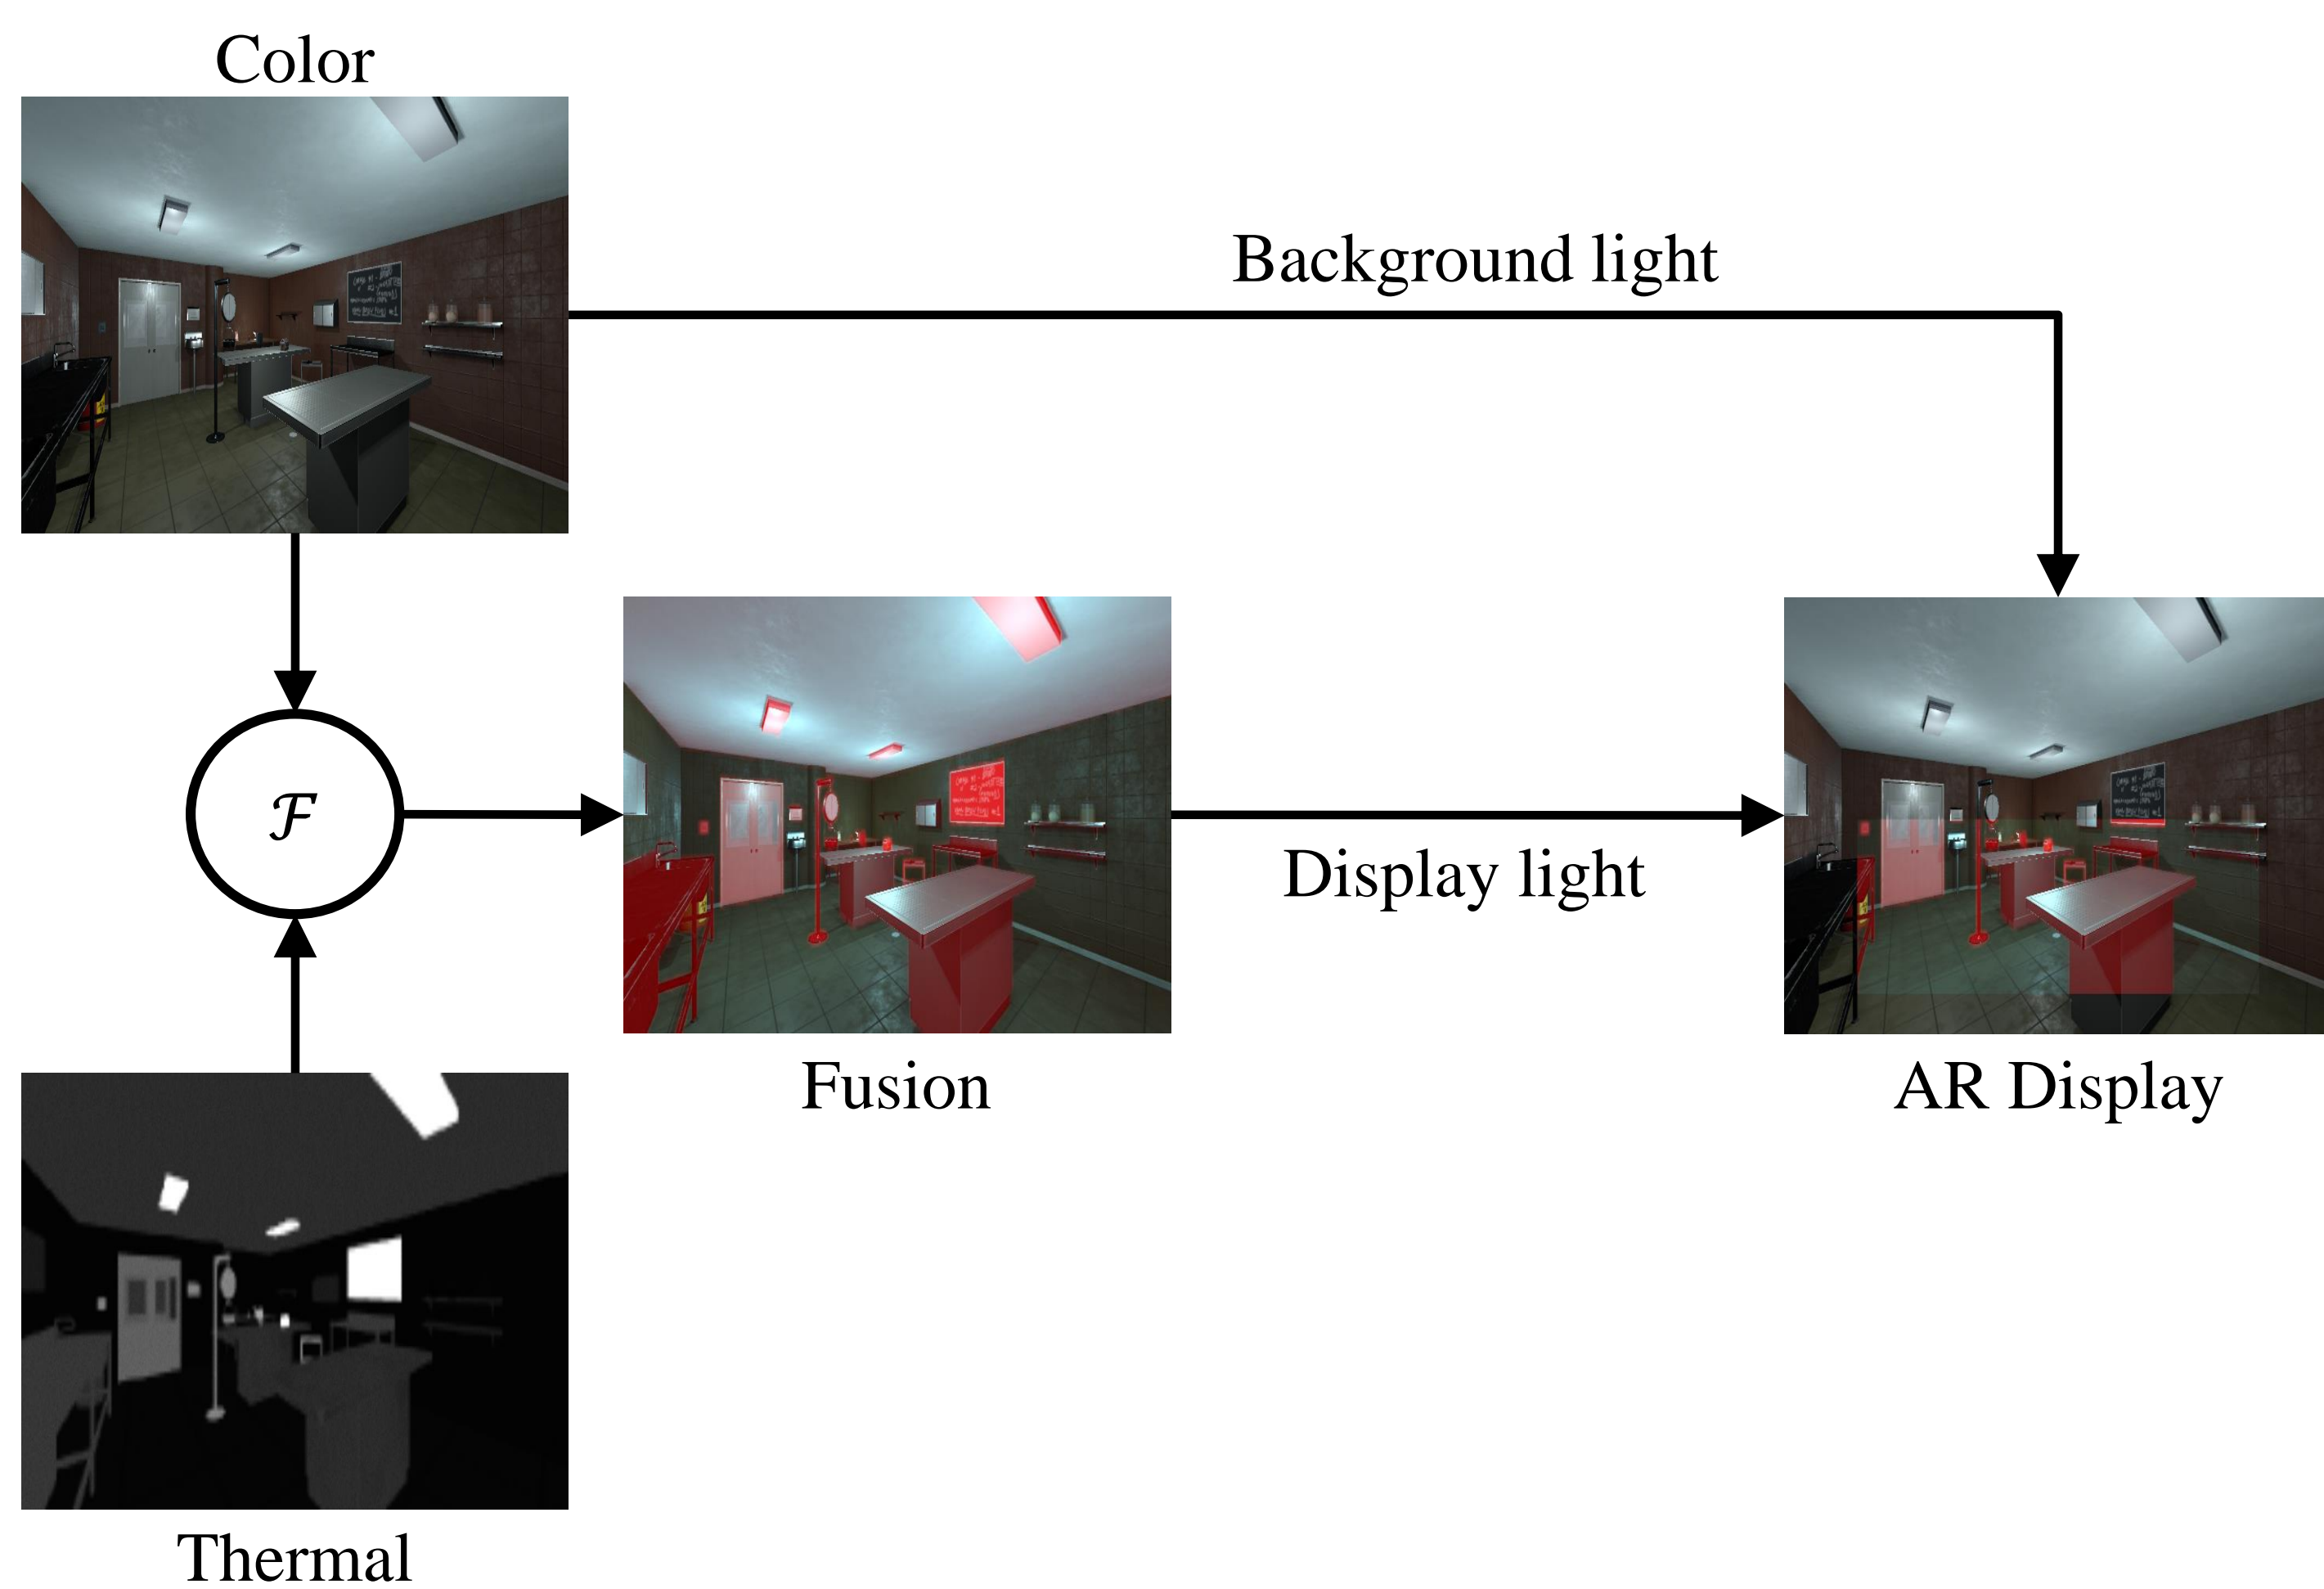 Color
Background light
ℱ
Display light
Fusion
AR Display
Thermal